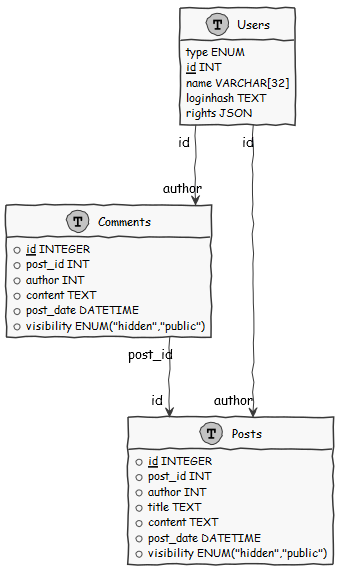 T Users
type ENUM
id INT
name VARCHAR[32]
loginhash TEXT
rights JSON
id id
author
T Comments
id INTEGER
post_id INT
author INT
content TEXT
post_date DATETIME
visibility ENUM("hidden","public")
post_id
id author
T Posts
id INTEGER
post_id INT
author INT
title TEXT
content TEXT
post_date DATETIME
visibility ENUM("hidden","public")